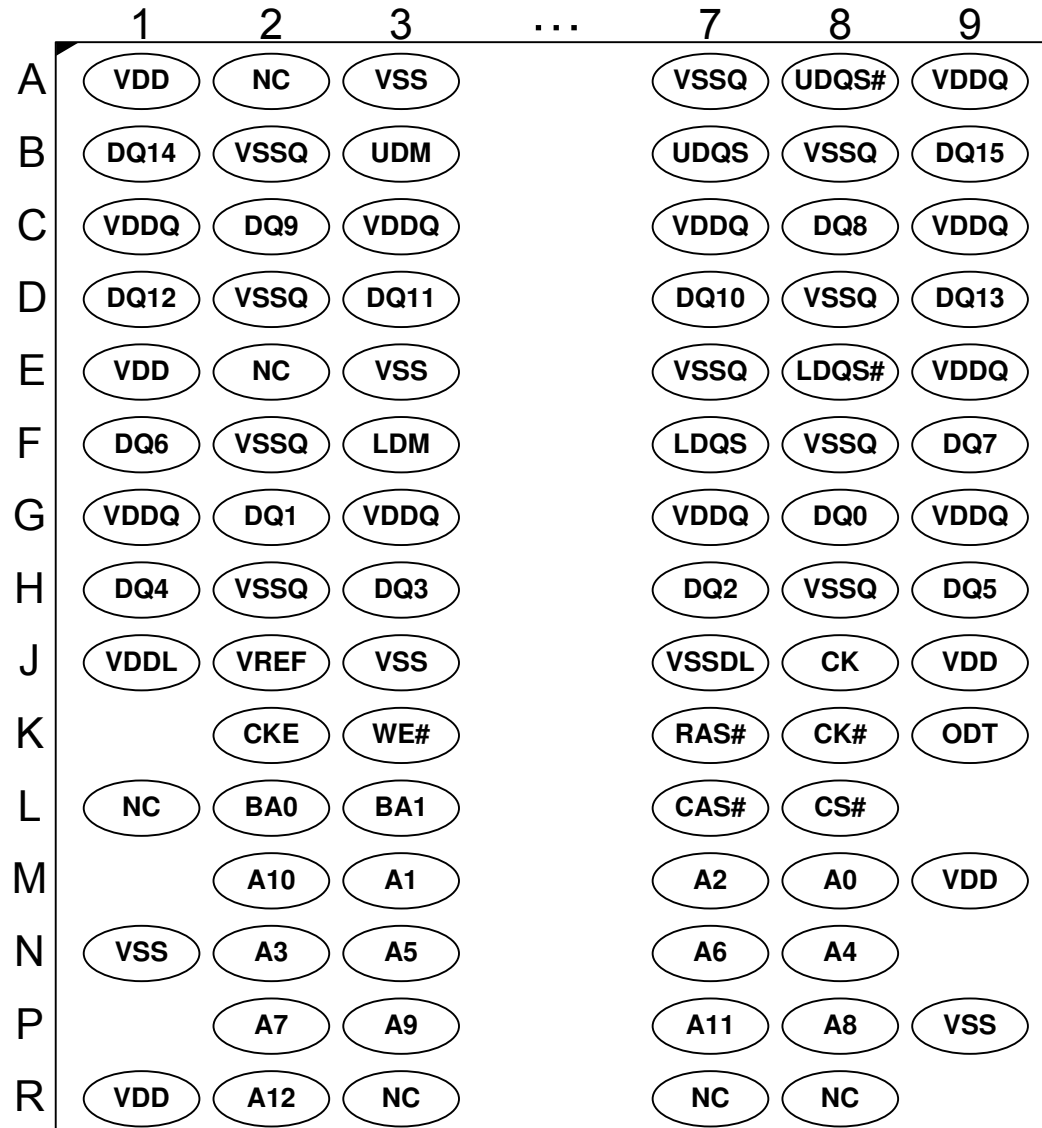 1 2 3 ... 7 8 9
A VDD NC VSS VSSQ UDQS# VDDQ
B DQ14 VSSQ UDM UDQS VSSQ DQ15
C VDDQ DQ9 VDDQ VDDQ DQ8 VDDQ
D DQ12 VSSQ DQ11 DQ10 VSSQ DQ13
E VDD NC VSS VSSQ LDQS# VDDQ
F DQ6 VSSQ LDM LDQS VSSQ DQ7
G VDDQ DQ1 VDDQ VDDQ DQ0 VDDQ
H DQ4 VSSQ DQ3 DQ2 VSSQ DQ5
J VDDL VREF VSS VSSDL CK VDD
K CKE WE# RAS# CK# ODT
L NC BA0 BA1 CAS# CS#
M A10 A1 A2 A0 VDD
N VSS A3 A5 A6 A4
P A7 A9 A11 A8 VSS
R VDD A12 NC NC NC